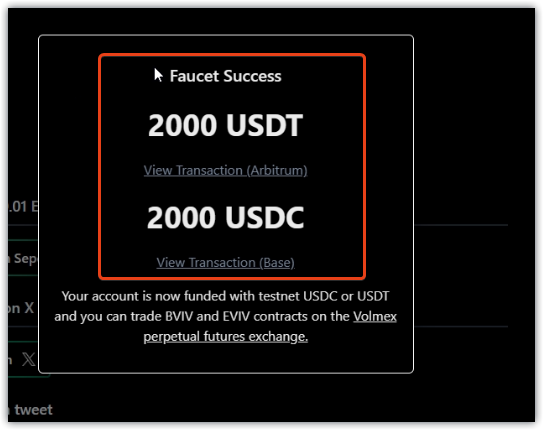 Faucet Success
2000 USDT
View Transaction (Arbitrum)
2000 USDC
View Transaction (Base)
Your account is now funded with testnet USDC or USDT
and you can trade BVIV and EVIV contracts on the Volmex
perpetual futures exchange.
.01 E
Sep
on X
tweet